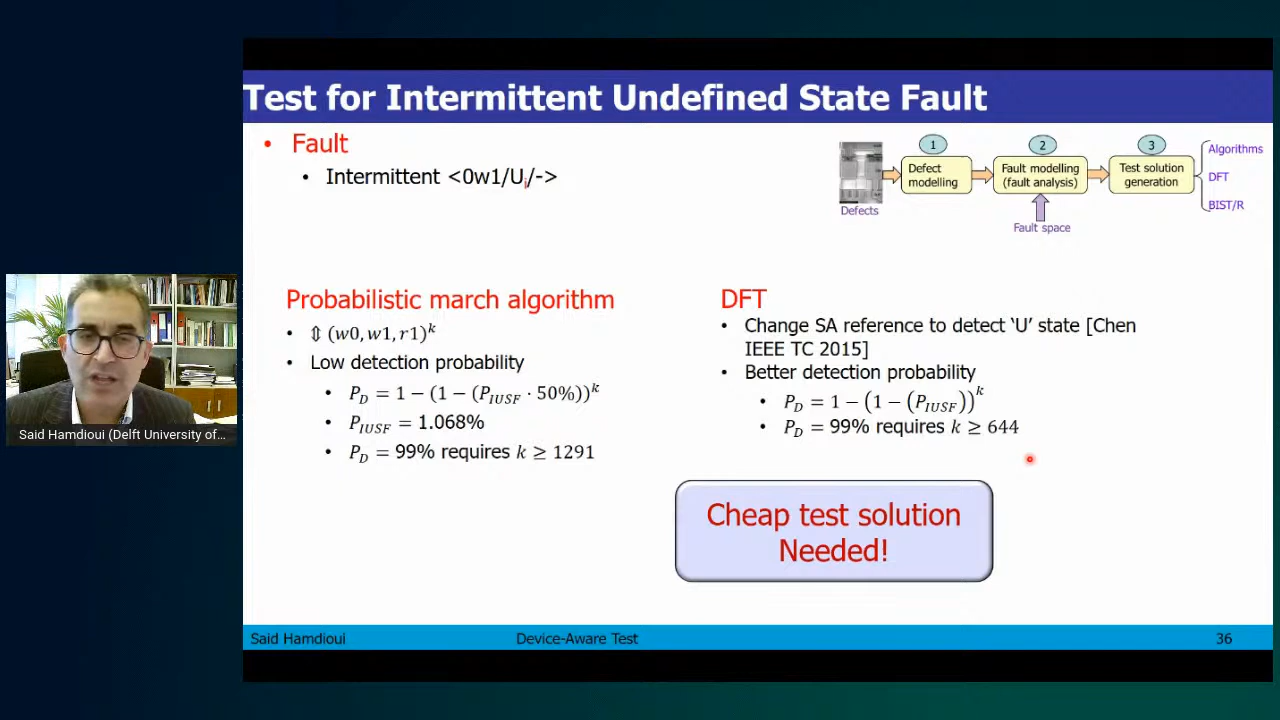 Test for Intermittent Undefined State Fault
• Fault
• Intermittent <0w1/Uᵢ/->
1
2
3
Defect
modelling
Fault modelling
(fault analysis)
Test solution
generation
Algorithms
DFT
BIST/R
Defects
Fault space
Probabilistic march algorithm
• ⇕ (w0, w1, r1)^k
• Low detection probability
• P_D = 1 − (1 − (P_IUSF · 50%))^k
• P_IUSF = 1.068%
• P_D = 99% requires k ≥ 1291
DFT
• Change SA reference to detect ‘U’ state [Chen
IEEE TC 2015]
• Better detection probability
• P_D = 1 − (1 − (P_IUSF))^k
• P_D = 99% requires k ≥ 644
Cheap test solution
Needed!
Said Hamdioui (Delft University of...
Said Hamdioui
Device-Aware Test
36